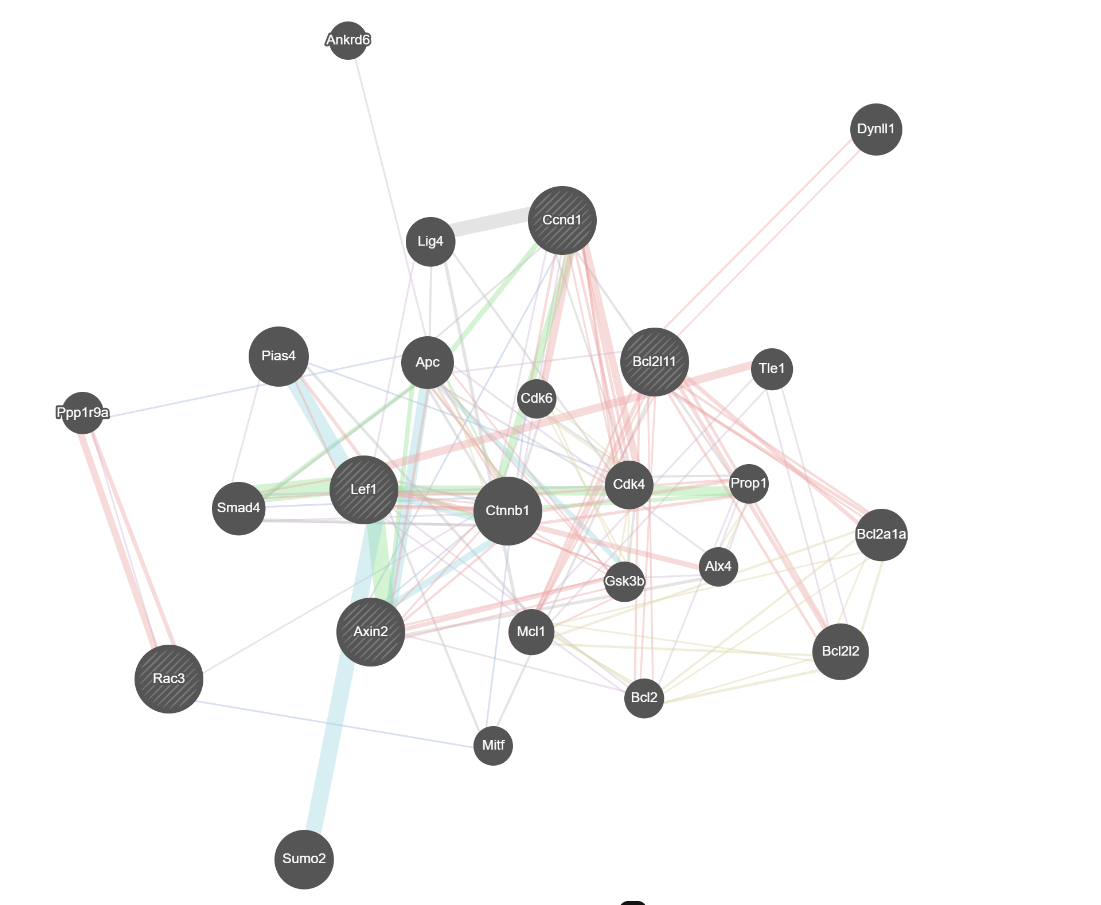 Ankrd6
Dynll1
Ccnd1
Lig4
Pias4
Apc
Bcl2l11
Tle1
Cdk6
Ppp1r9a
Lef1
Cdk4
Prop1
Smad4
Ctnnb1
Bcl2a1a
Alx4
Gsk3b
Axin2
Mcl1
Bcl2l2
Rac3
Bcl2
Mitf
Sumo2